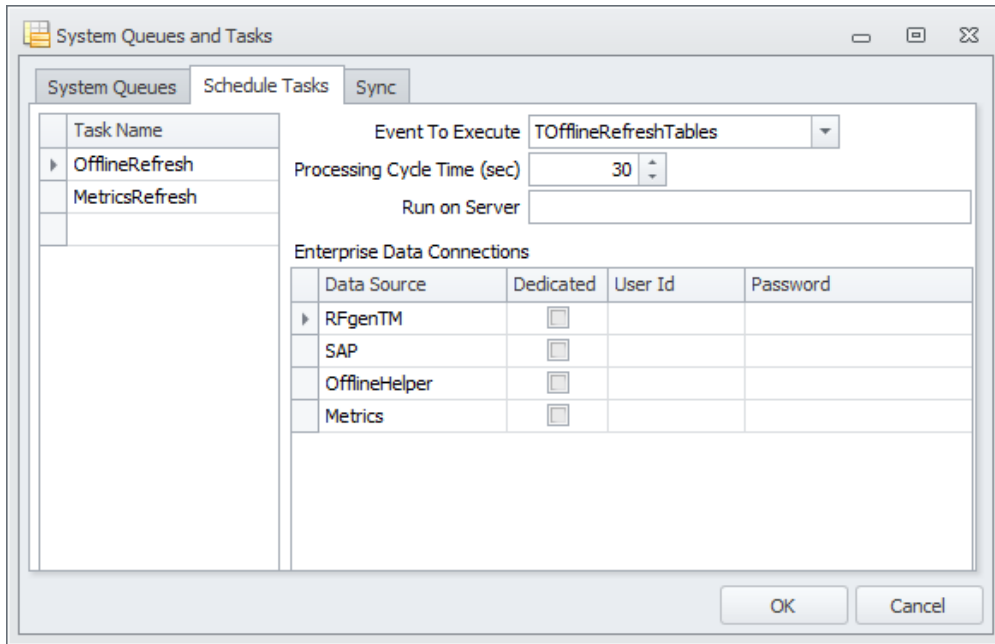 System Queues and Tasks
System Queues Schedule Tasks Sync
Task Name
OfflineRefresh
MetricsRefresh
Event To Execute TOfflineRefreshTables
Processing Cycle Time (sec) 30
Run on Server
Enterprise Data Connections
Data Source Dedicated User Id Password
RFgenTM
SAP
OfflineHelper
Metrics
OK Cancel